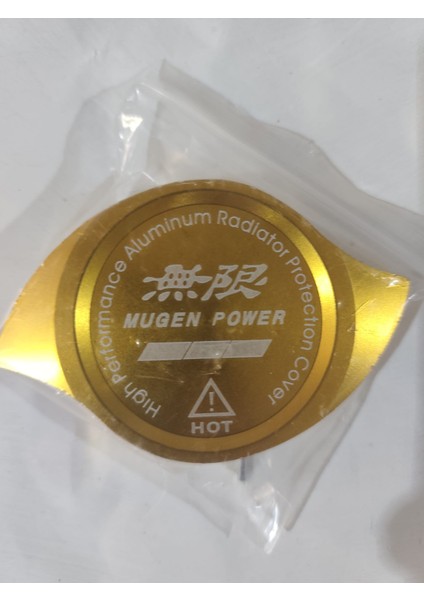 High Performance Aluminum Radiator Protection Cover
無限
MUGEN POWER
HOT